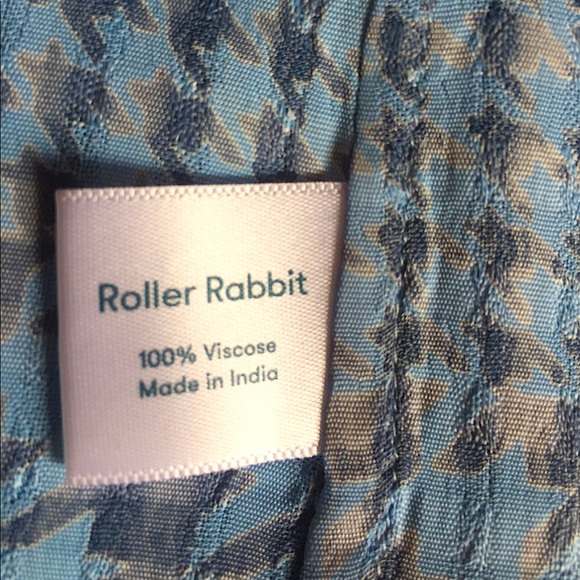 Roller Rabbit
100% Viscose
Made in India